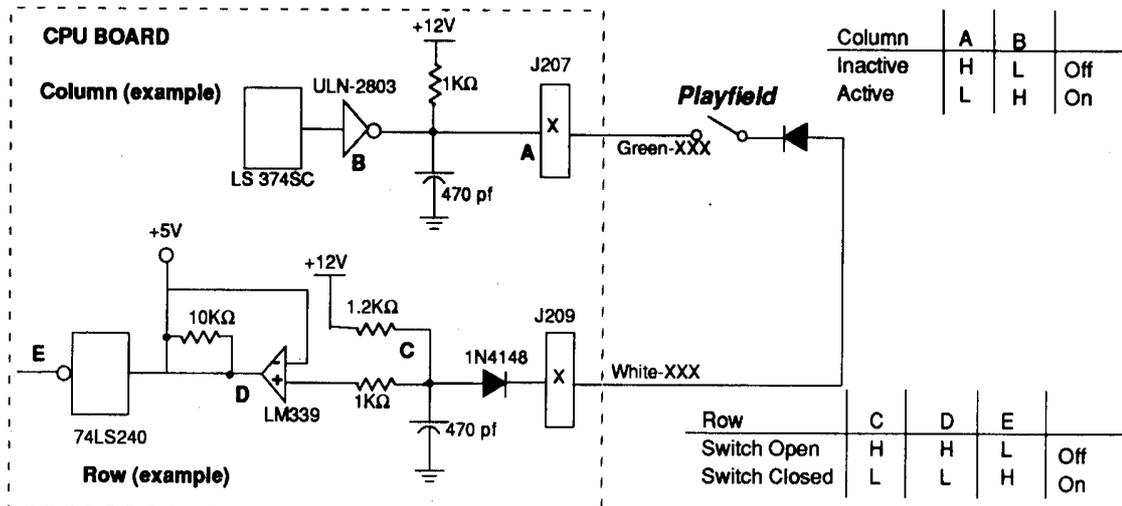 CPU BOARD
Column (example)
+12V
1KΩ
ULN-2803
J207
B
A
X
LS 374SC
470 pf
Playfield
Green-XXX
Column A B
Inactive H L Off
Active L H On
+5V
+12V
10KΩ
1.2KΩ
C
J209
1N4148
E
X
White-XXX
-
+
D
LM339
1KΩ
74LS240
470 pf
Row (example)
Row C D E
Switch Open H H L Off
Switch Closed L L H On